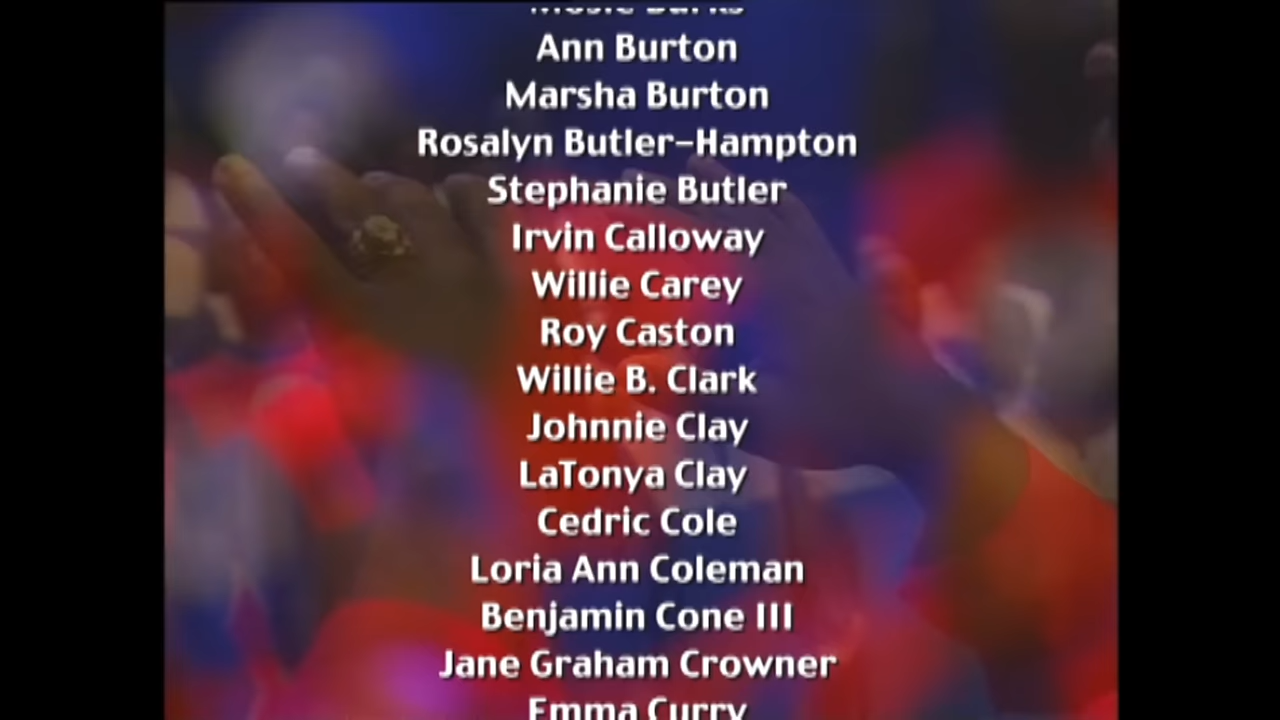 Ann Burton
Marsha Burton
Rosalyn Butler-Hampton
Stephanie Butler
Irvin Calloway
Willie Carey
Roy Caston
Willie B. Clark
Johnnie Clay
LaTonya Clay
Cedric Cole
Loria Ann Coleman
Benjamin Cone III
Jane Graham Crowner
Emma Curry